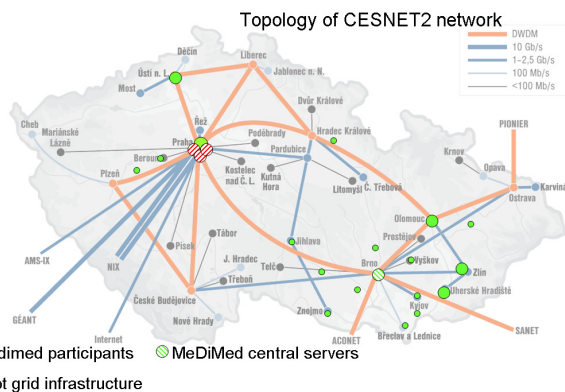 Topology of CESNET2 network
DWDM
10 Gb/s
1–2,5 Gb/s
100 Mb/s
<100 Mb/s
Děčín
Liberec
Ústí n. L.
Jablonec n. N.
Most
Dvůr Králové
Cheb
Řež
PIONIER
Mariánské
Lázně
Praha
Poděbrady
Hradec Králové
Beroun
Pardubice
Krnov
Opava
Plzeň
Kostelec
nad Č. L.
Kutná
Hora
Litomyšl
Č. Třebová
Ostrava
Karviná
Olomouc
Písek
Tábor
Jihlava
Prostějov
AMS-IX
NIX
J. Hradec
Telč
Brno
Vyškov
Zlín
Třeboň
České Budějovice
Uherské Hradiště
GÉANT
Nové Hrady
Znojmo
Kyjov
Internet
ACONET
Břeclav a Lednice
SANET
dimed participants
MeDiMed central servers
ot grid infrastructure